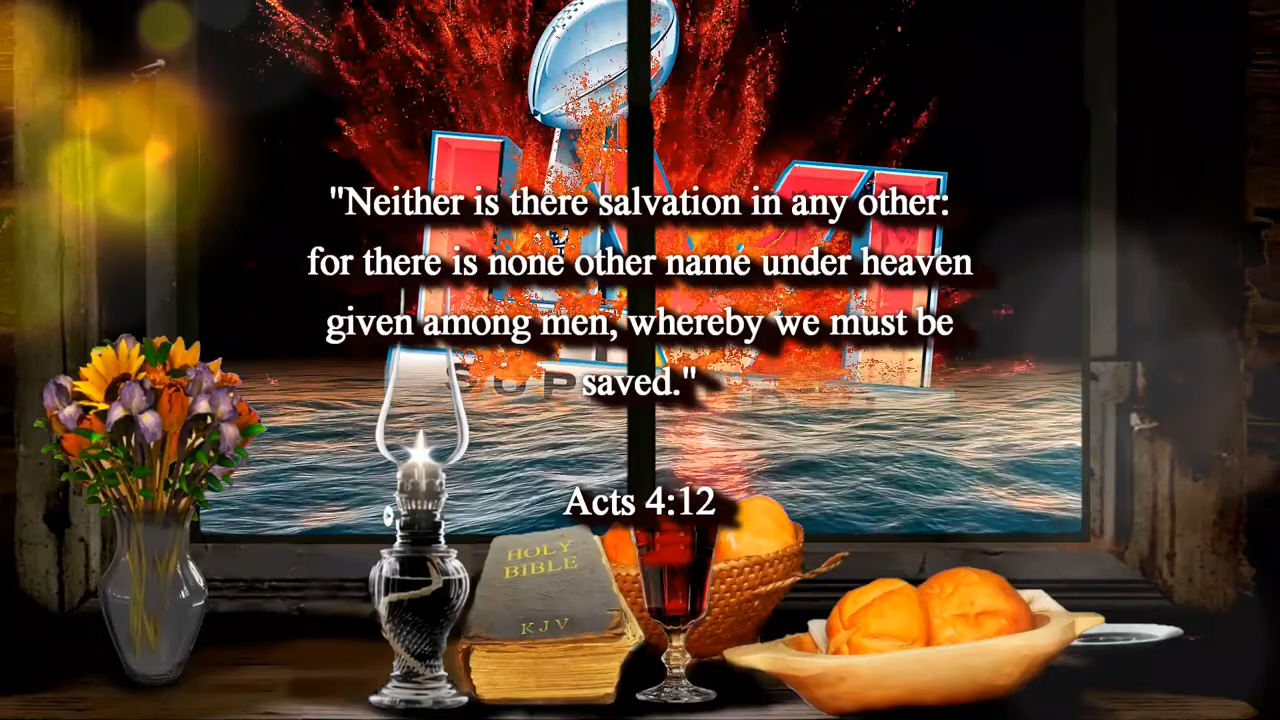 "Neither is there salvation in any other:
for there is none other name under heaven
given among men, whereby we must be
saved."
Acts 4:12
HOLY
BIBLE
KJV